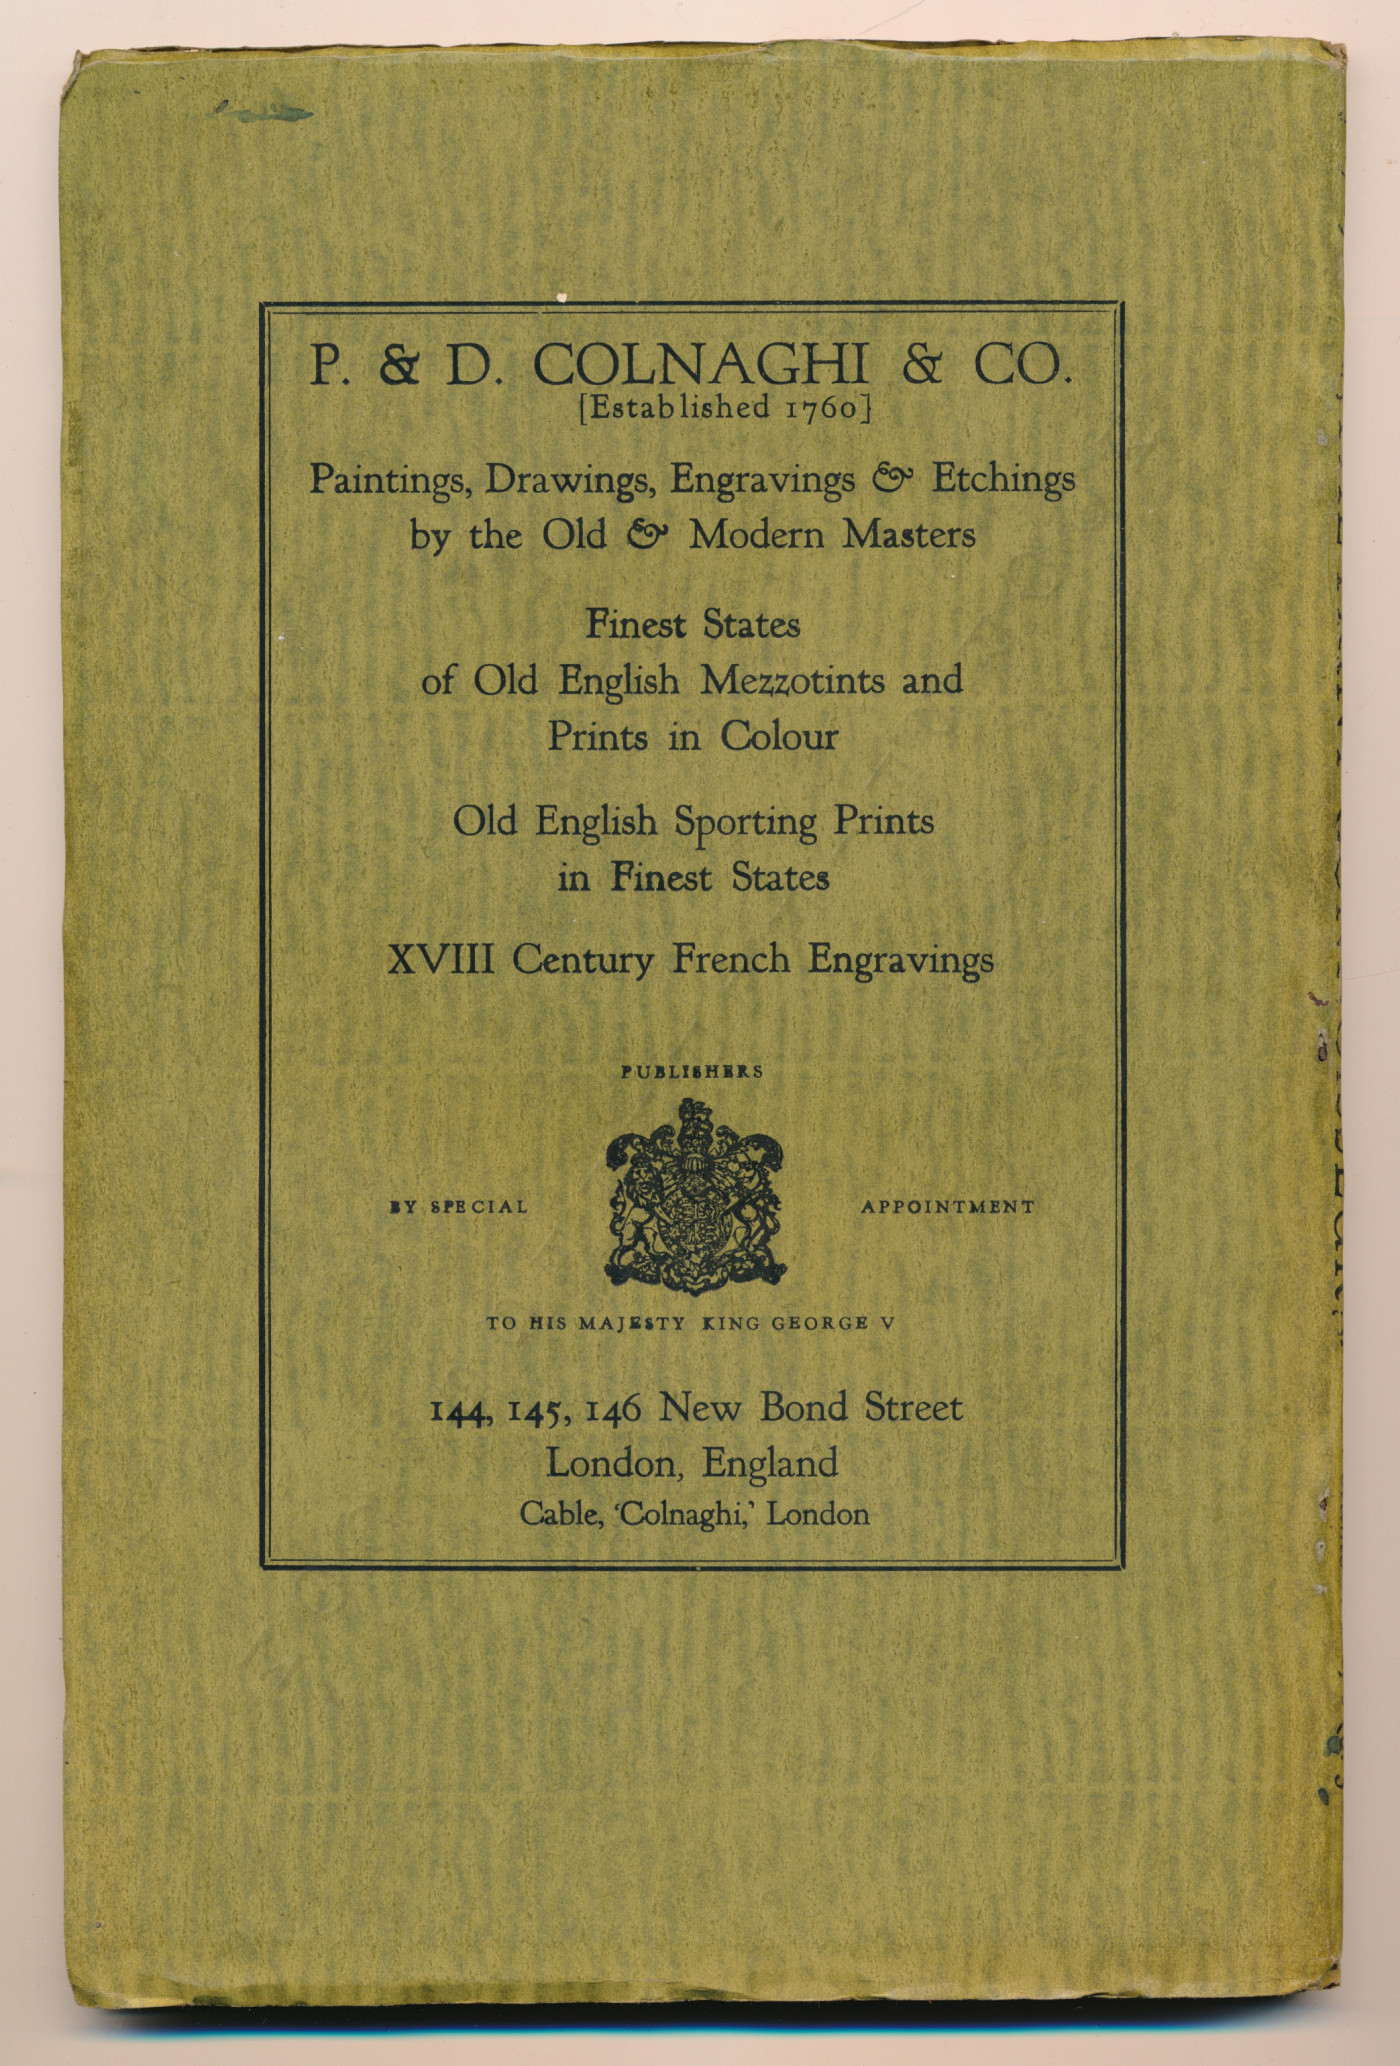 P. & D. COLNAGHI & CO.
[Established 1760]
Paintings, Drawings, Engravings & Etchings
by the Old & Modern Masters
Finest States
of Old English Mezzotints and
Prints in Colour
Old English Sporting Prints
in Finest States
XVIII Century French Engravings
PUBLISHERS
BY SPECIAL APPOINTMENT
TO HIS MAJESTY KING GEORGE V
144, 145, 146 New Bond Street
London, England
Cable, ‘Colnaghi,’ London